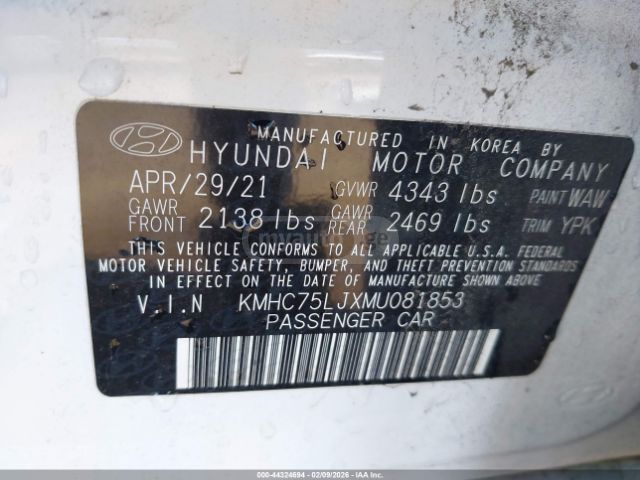 MANUFACTURED IN KOREA BY
HYUNDAI MOTOR COMPANY
APR/29/21 GVWR 4343 lbs PAINT WAW
GAWR FRONT 2138 lbs GAWR REAR 2469 lbs TRIM YPK
THIS VEHICLE CONFORMS TO ALL APPLICABLE U.S.A. FEDERAL
MOTOR VEHICLE SAFETY, BUMPER, AND THEFT PREVENTION STANDARDS
IN EFFECT ON THE DATE OF MANUFACTURE SHOWN ABOVE
V.I.N KMHC75LJXMU081853
PASSENGER CAR
000-44324694 - 02/09/2026 - IAAI.COM